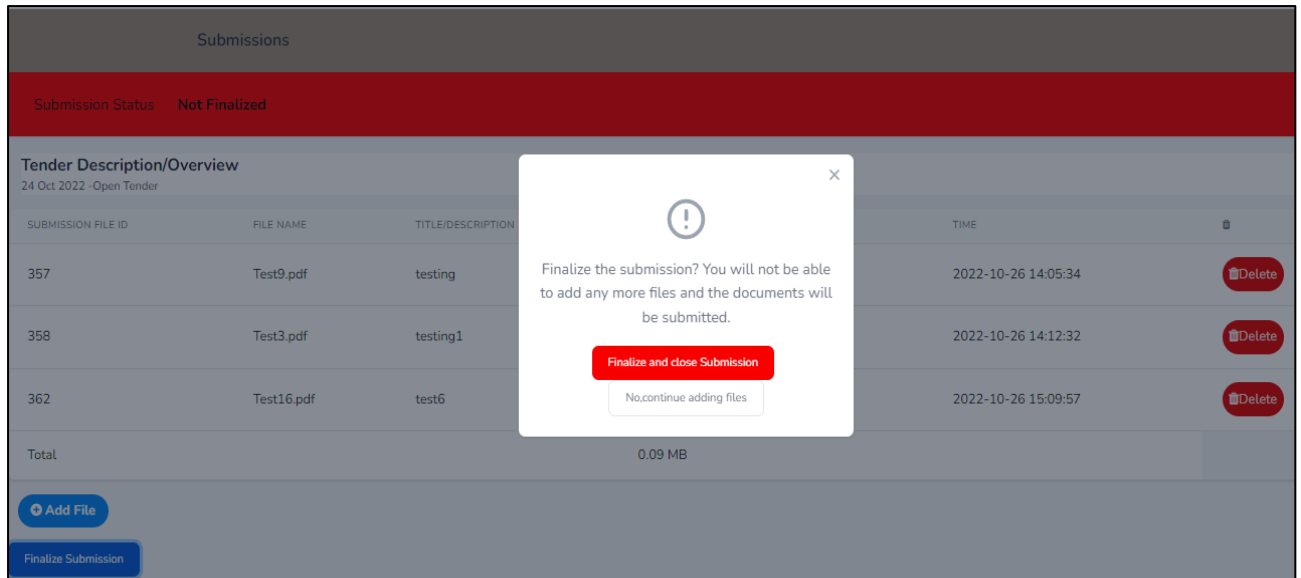 Submissions
Submission Status Not Finalized
Tender Description/Overview
24 Oct 2022 -Open Tender
SUBMISSION FILE ID FILE NAME TITLE/DESCRIPTION TIME
357 Test9.pdf testing 2022-10-26 14:05:34 Delete
358 Test3.pdf testing1 2022-10-26 14:12:32 Delete
362 Test16.pdf test6 2022-10-26 15:09:57 Delete
Total 0.09 MB
Finalize the submission? You will not be able
to add any more files and the documents will
be submitted.
Finalize and close Submission
No,continue adding files
Add File
Finalize Submission